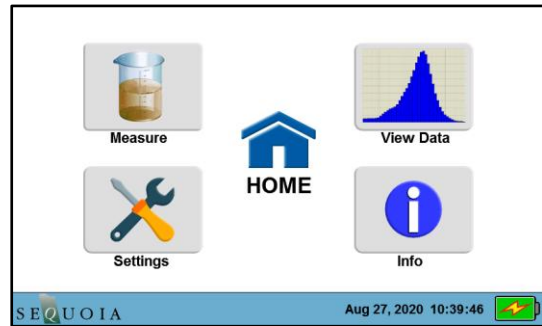 Measure
View Data
HOME
Settings
Info
SEQUOIA
Aug 27, 2020 10:39:46